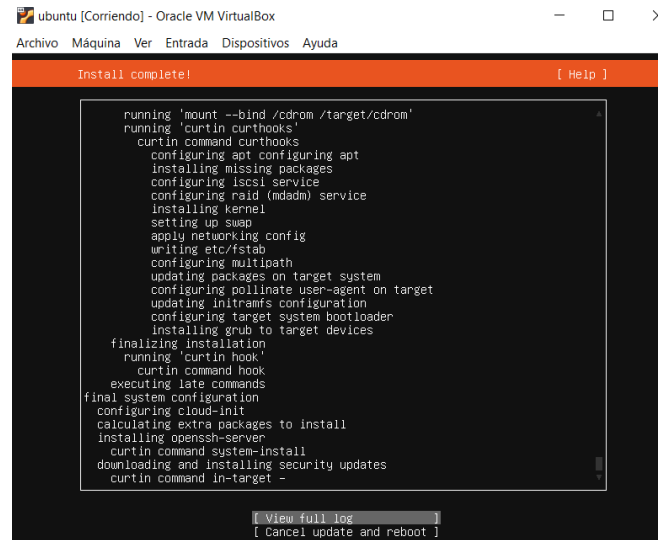 ubuntu [Corriendo] - Oracle VM VirtualBox
Archivo Máquina Ver Entrada Dispositivos Ayuda
Install complete! [ Help ]
running 'mount --bind /cdrom /target/cdrom'
running 'curtin curthooks'
curtin command curthooks
configuring apt configuring apt
installing missing packages
configuring iscsi service
configuring raid (mdadm) service
installing kernel
setting up swap
apply networking config
writing etc/fstab
configuring multipath
updating packages on target system
configuring pollinate user-agent on target
updating initramfs configuration
configuring target system bootloader
installing grub to target devices
finalizing installation
running 'curtin hook'
curtin command hook
executing late commands
final system configuration
configuring cloud-init
calculating extra packages to install
installing openssh-server
curtin command system-install
downloading and installing security updates
curtin command in-target -
[ View full log ]
[ Cancel update and reboot ]